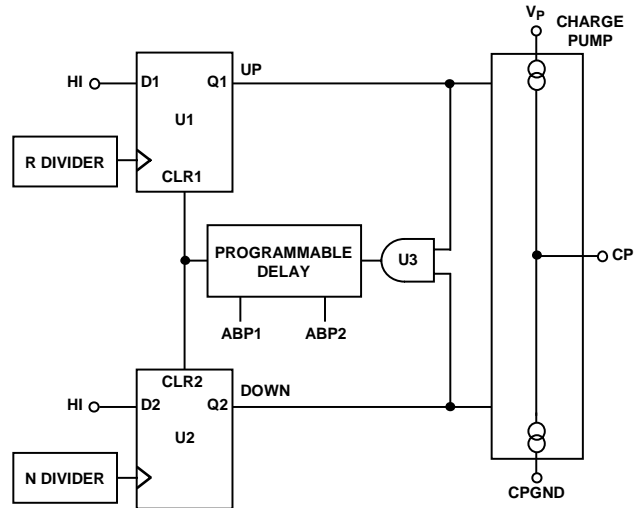 VP
CHARGE
PUMP
UP
HI
D1
Q1
U1
R DIVIDER
CLR1
PROGRAMMABLE
DELAY
U3
CP
ABP1
ABP2
CLR2
DOWN
HI
D2
Q2
U2
N DIVIDER
CPGND